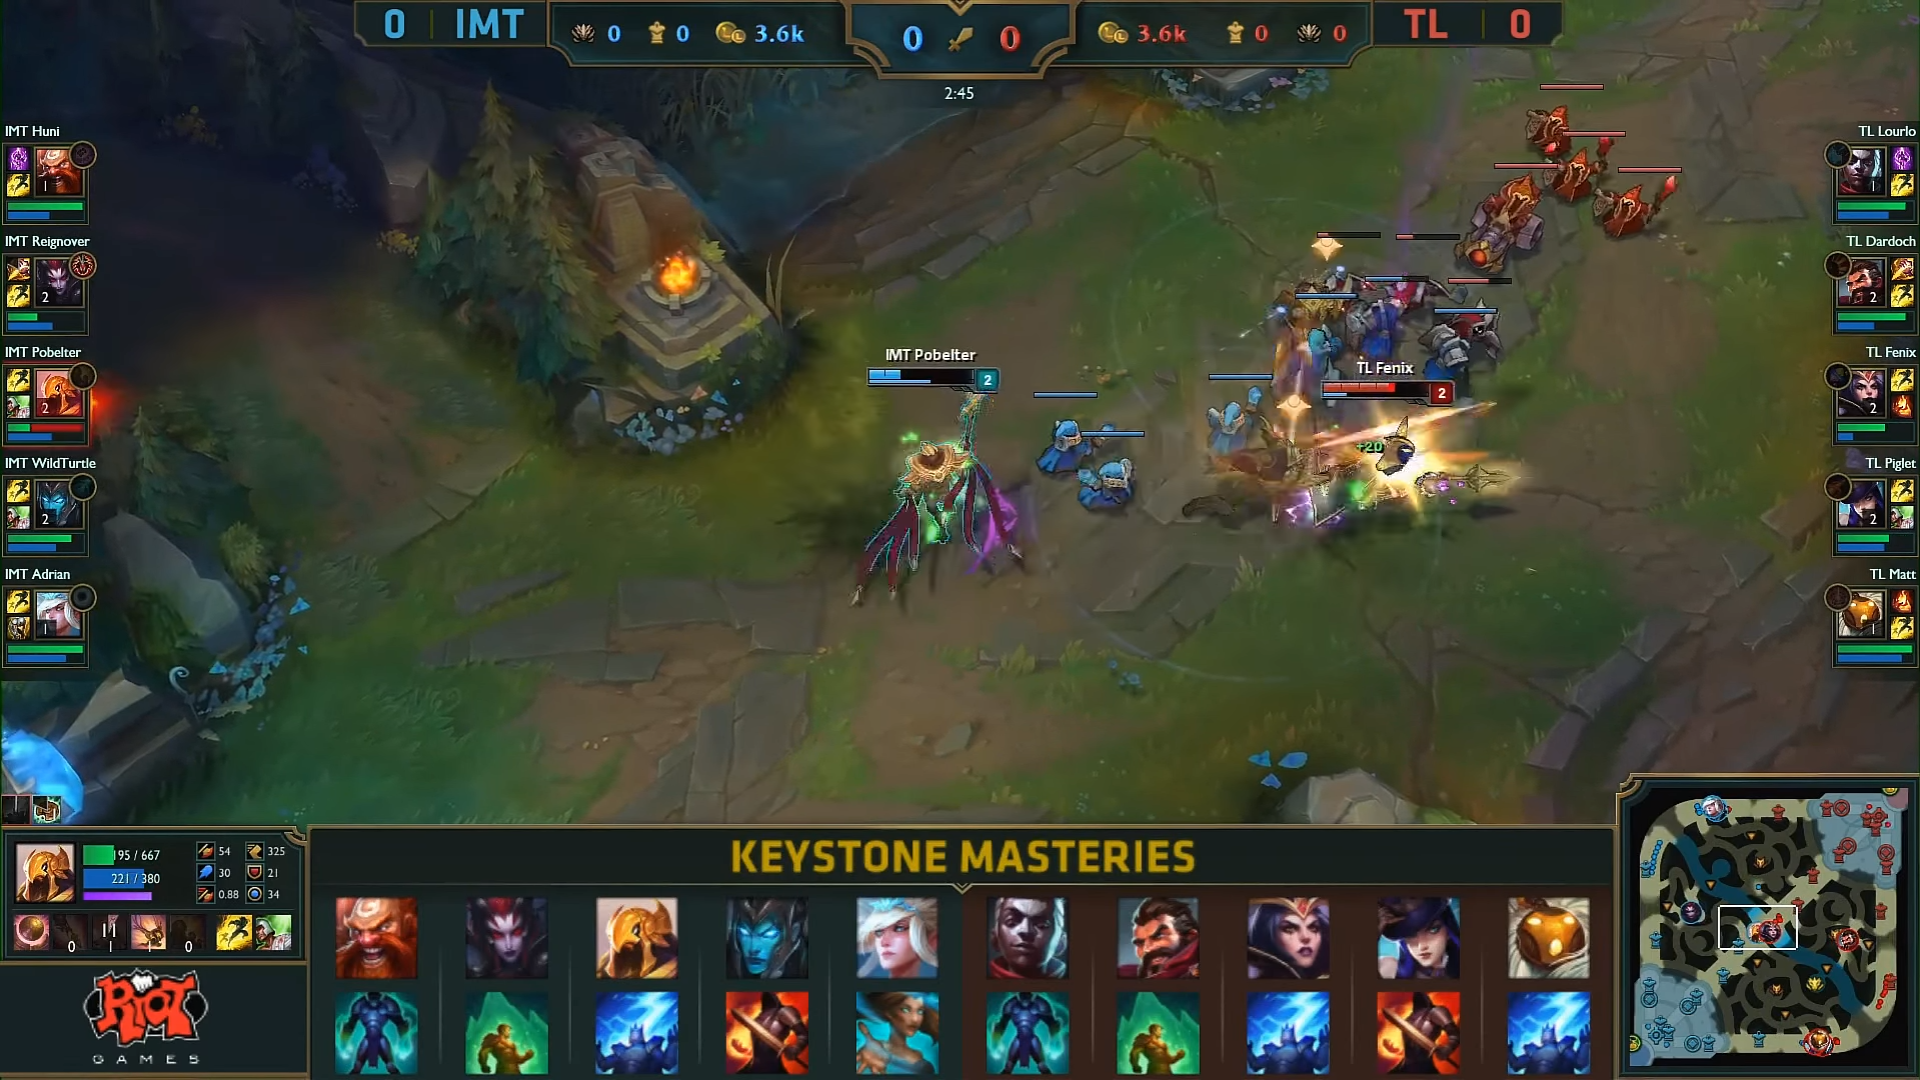 0 IMT 0 0 3.6k 0 0 3.6k 0 0 TL 0
2:45
IMT Huni
1
IMT Reignover
2
IMT Pobelter
2
IMT WildTurtle
2
IMT Adrian
1
TL Lourlo
1
TL Dardoch
2
TL Fenix
2
TL Piglet
2
TL Matt
1
IMT Pobelter
2
TL Fenix
2
+20
195 / 667
221 / 380
54 325
30 21
0.88 34
0 1 1 0
KEYSTONE MASTERIES
RIOT
GAMES